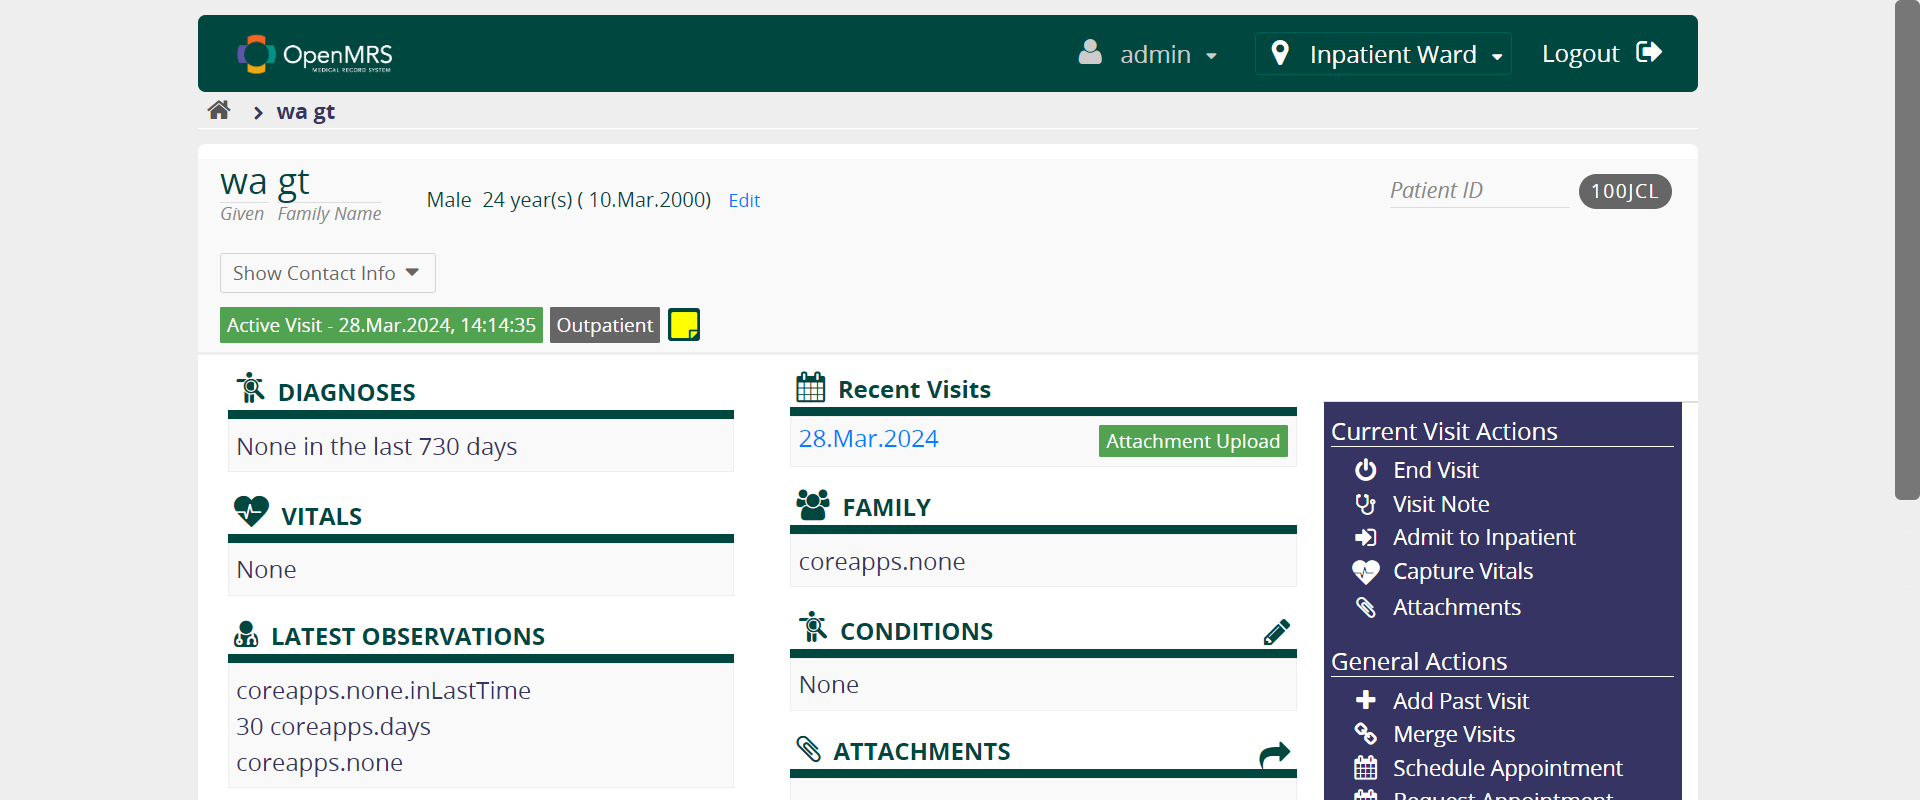 OpenMRS
MEDICAL RECORD SYSTEM
admin
Inpatient Ward
Logout
wa gt
wa gt
Given Family Name
Male 24 year(s) ( 10.Mar.2000) Edit
Patient ID 100JCL
Show Contact Info
Active Visit - 28.Mar.2024, 14:14:35 Outpatient
DIAGNOSES
None in the last 730 days
VITALS
None
LATEST OBSERVATIONS
coreapps.none.inLastTime
30 coreapps.days
coreapps.none
Recent Visits
28.Mar.2024 Attachment Upload
FAMILY
coreapps.none
CONDITIONS
None
ATTACHMENTS
Current Visit Actions
End Visit
Visit Note
Admit to Inpatient
Capture Vitals
Attachments
General Actions
Add Past Visit
Merge Visits
Schedule Appointment
Request Appointment